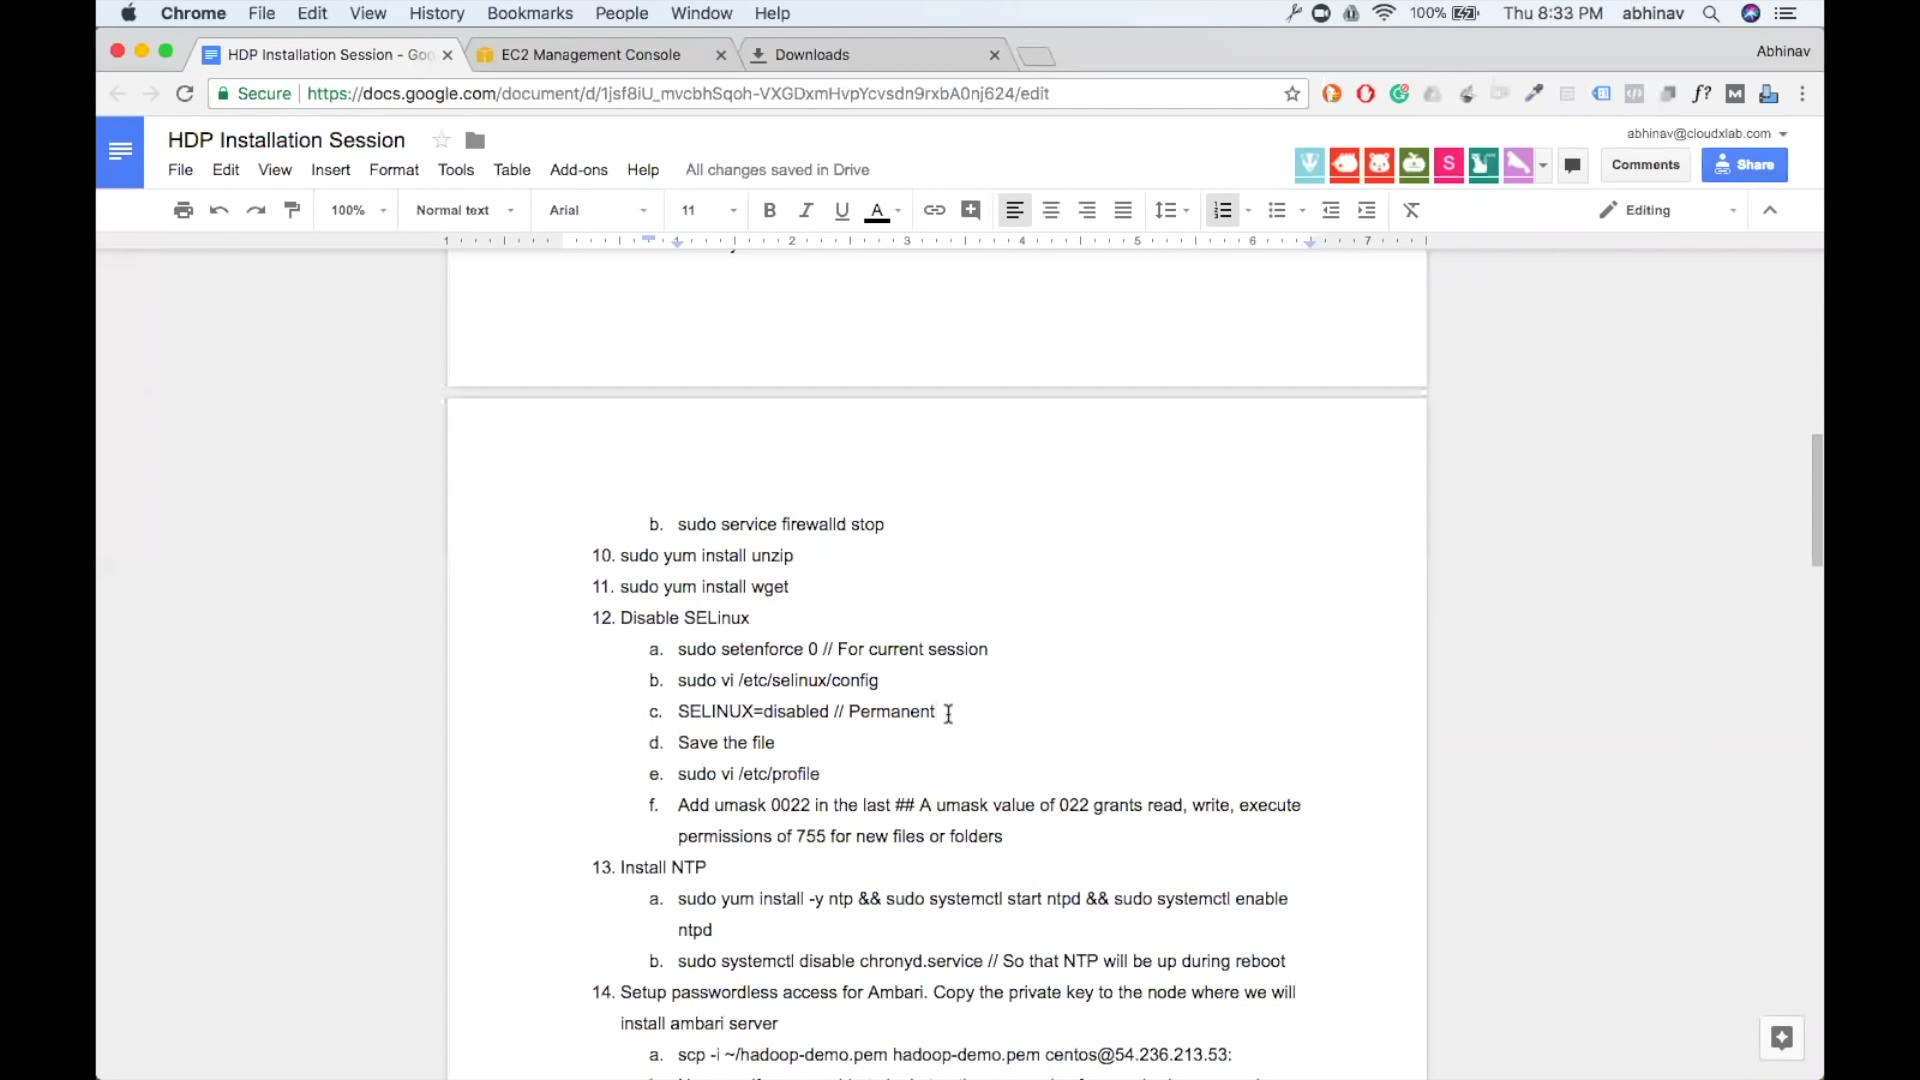 Chrome File Edit View History Bookmarks People Window Help 100% Thu 8:33 PM abhinav
HDP Installation Session - Goo EC2 Management Console Downloads Abhinav
Secure https://docs.google.com/document/d/1jsf8iU_mvcbhSqoh-VXGDxmHvpYcvsdn9rxbA0nj624/edit
HDP Installation Session abhinav@cloudxlab.com
File Edit View Insert Format Tools Table Add-ons Help All changes saved in Drive S Comments Share
100% Normal text Arial 11 B I U A Editing
1 1 2 3 4 5 6 7
b. sudo service firewalld stop
10. sudo yum install unzip
11. sudo yum install wget
12. Disable SELinux
a. sudo setenforce 0 // For current session
b. sudo vi /etc/selinux/config
c. SELINUX=disabled // Permanent
d. Save the file
e. sudo vi /etc/profile
f. Add umask 0022 in the last ## A umask value of 022 grants read, write, execute
permissions of 755 for new files or folders
13. Install NTP
a. sudo yum install -y ntp && sudo systemctl start ntpd && sudo systemctl enable
ntpd
b. sudo systemctl disable chronyd.service // So that NTP will be up during reboot
14. Setup passwordless access for Ambari. Copy the private key to the node where we will
install ambari server
a. scp -i ~/hadoop-demo.pem hadoop-demo.pem centos@54.236.213.53: